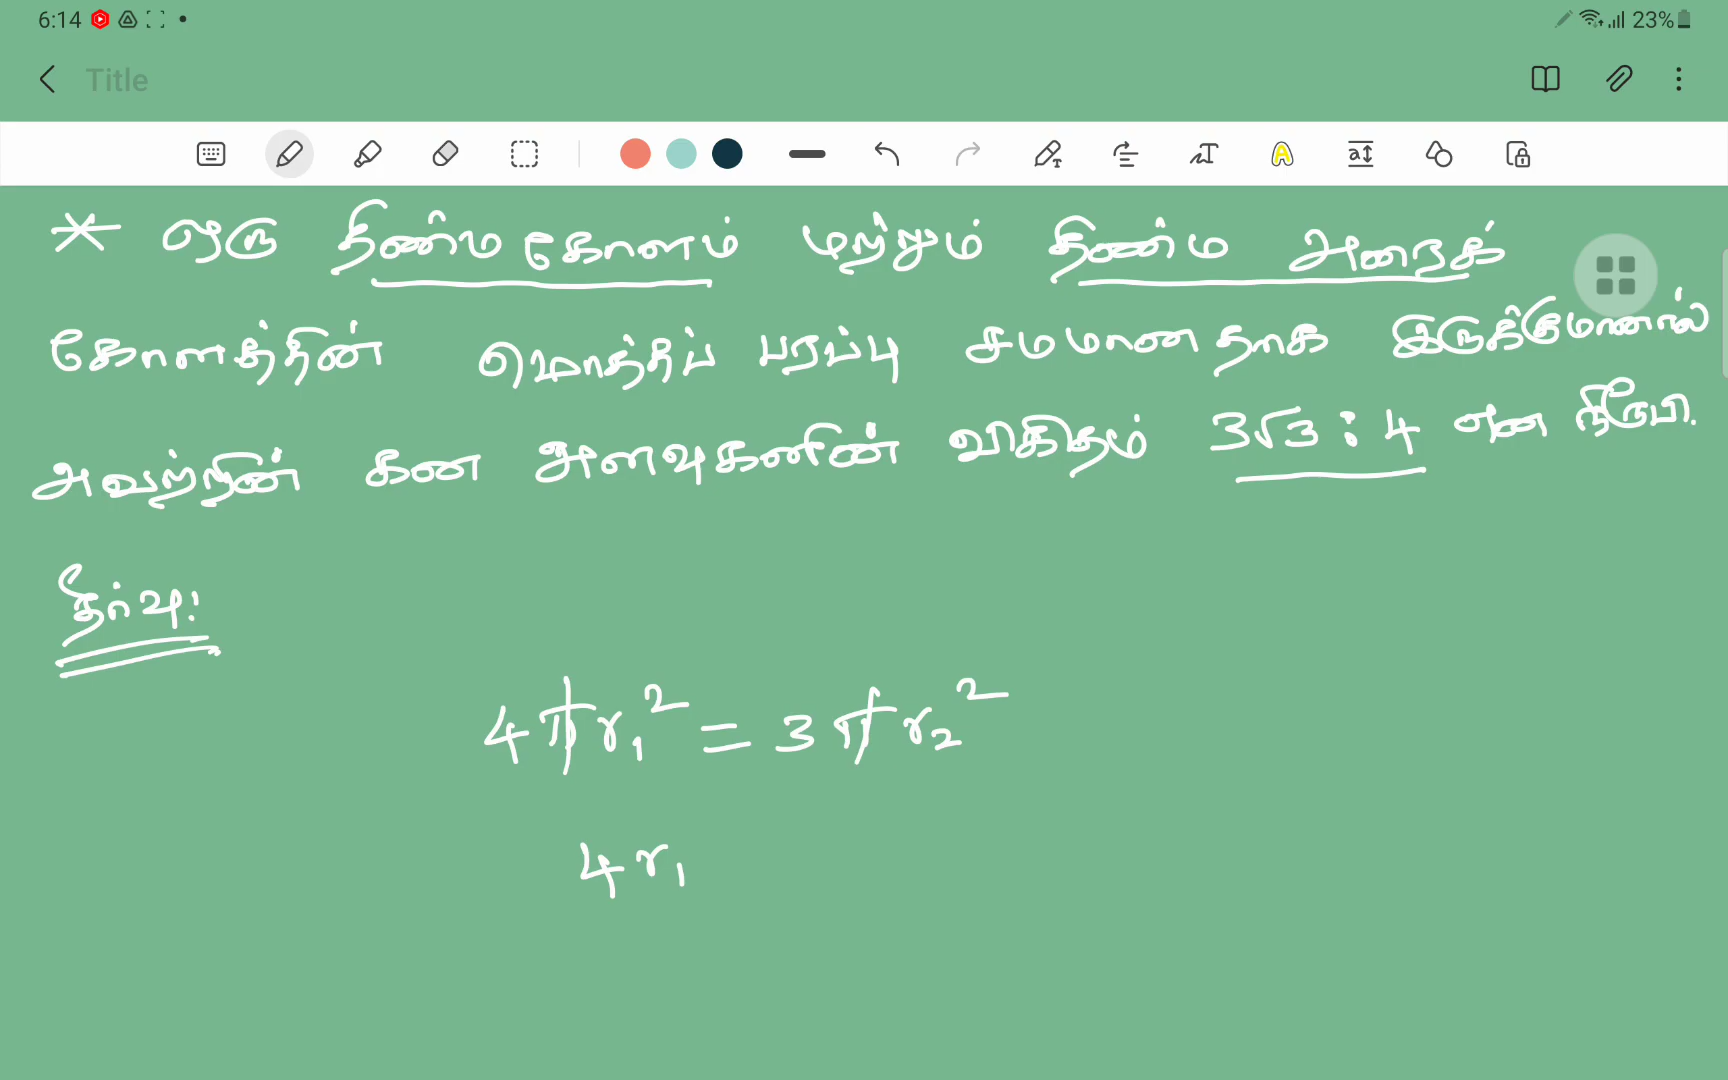 6:14
23%
Title
* ஒரு திண்ம கோளம் மற்றும் திண்ம அரைக்
கோளத்தின் மொத்தப் பரப்பு சமமானதாக இருக்குமேனால்
அவற்றின் கன அளவுகளின் விகிதம் 3√3 : 4 என நிரூபி.
தீர்வு:
4πr₁² = 3πr₂²
4r₁